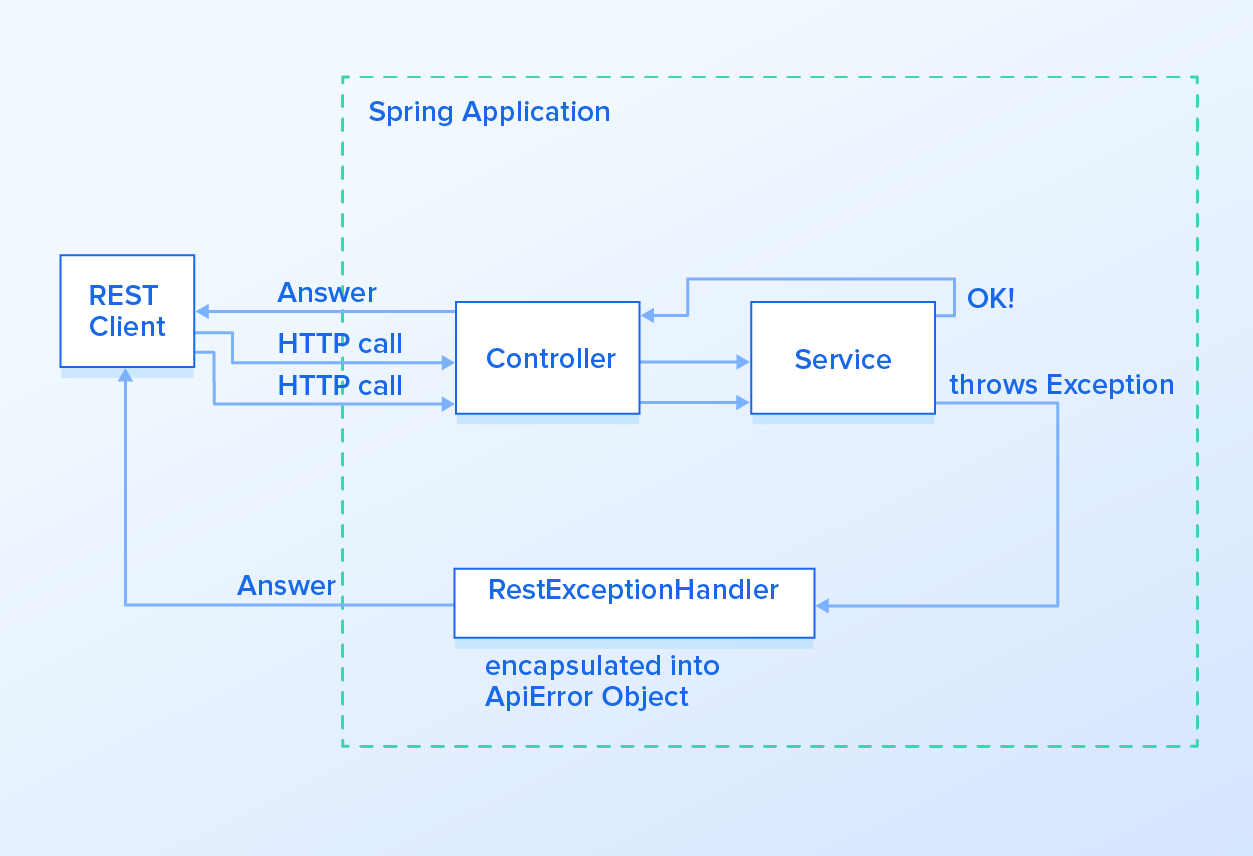 Spring Application
REST
Client
Answer
HTTP call
HTTP call
Controller
Service
OK!
throws Exception
Answer
RestExceptionHandler
encapsulated into
ApiError Object